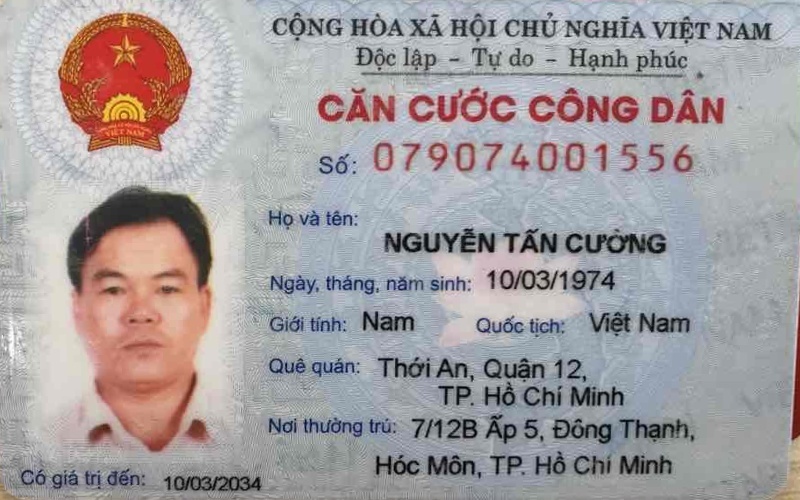 CỘNG HÒA XÃ HỘI CHỦ NGHĨA VIỆT NAM
Độc lập - Tự do - Hạnh phúc
CĂN CƯỚC CÔNG DÂN
Số: 079074001556
Họ và tên:
NGUYỄN TẤN CƯỜNG
Ngày, tháng, năm sinh: 10/03/1974
Giới tính: Nam Quốc tịch: Việt Nam
Quê quán: Thới An, Quận 12,
TP. Hồ Chí Minh
Nơi thường trú: 7/12B Ấp 5, Đông Thạnh,
Hóc Môn, TP. Hồ Chí Minh
Có giá trị đến: 10/03/2034
VIỆT NAM